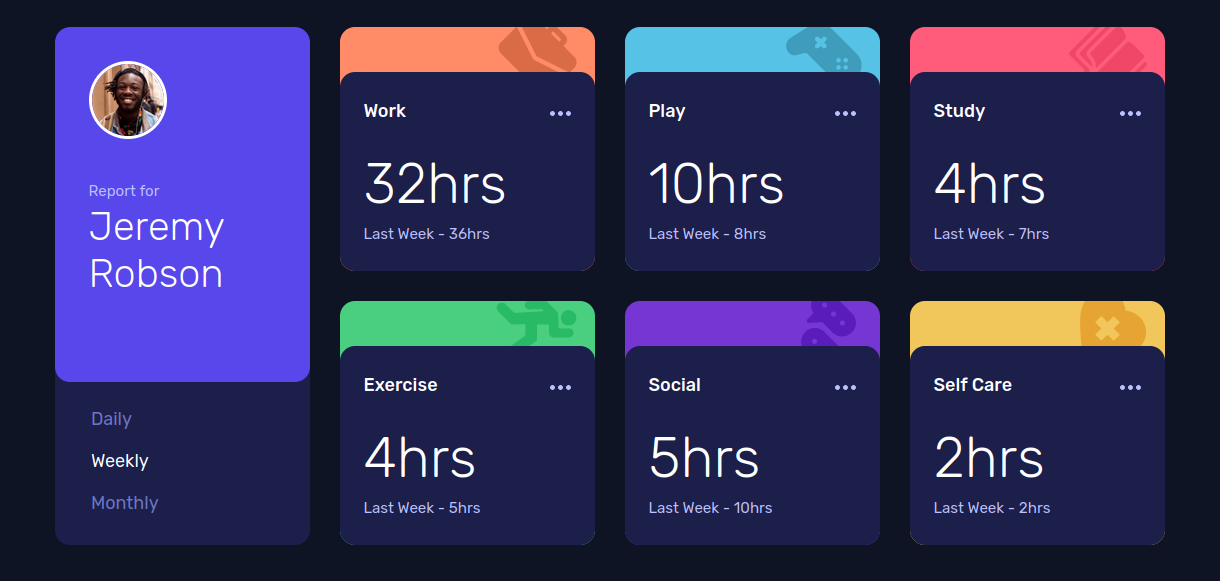 Report for
Jeremy
Robson
Daily
Weekly
Monthly
Work
32hrs
Last Week - 36hrs
Play
10hrs
Last Week - 8hrs
Study
4hrs
Last Week - 7hrs
Exercise
4hrs
Last Week - 5hrs
Social
5hrs
Last Week - 10hrs
Self Care
2hrs
Last Week - 2hrs